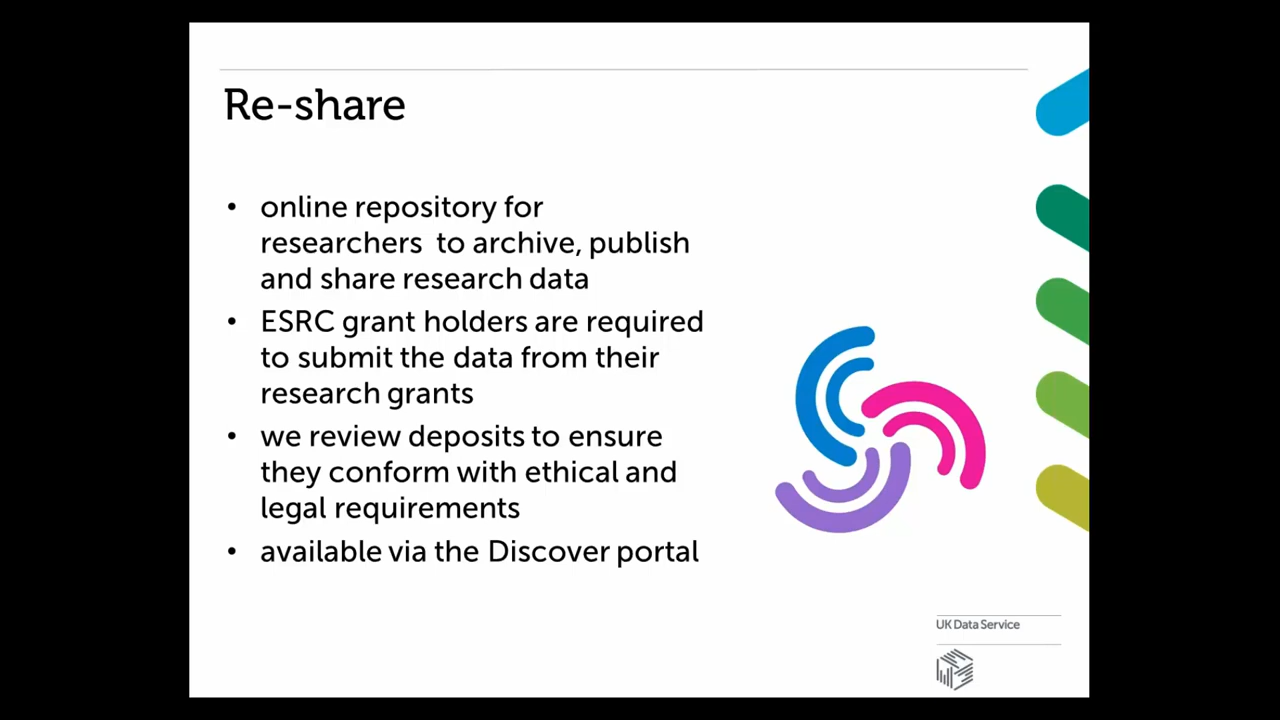 Re-share
• online repository for
researchers  to archive, publish
and share research data
• ESRC grant holders are required
to submit the data from their
research grants
• we review deposits to ensure
they conform with ethical and
legal requirements
• available via the Discover portal
UK Data Service